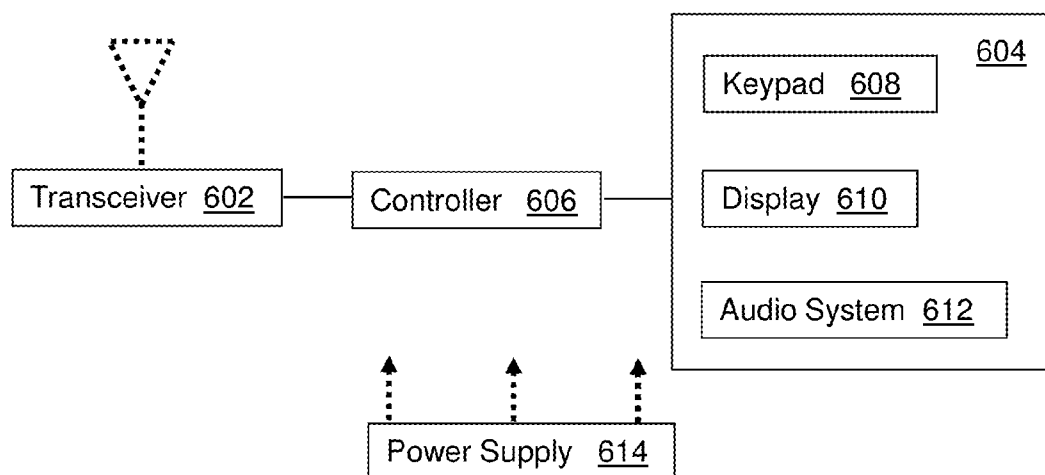 604
Keypad 608
Transceiver 602
Controller 606
Display 610
Audio System 612
Power Supply 614